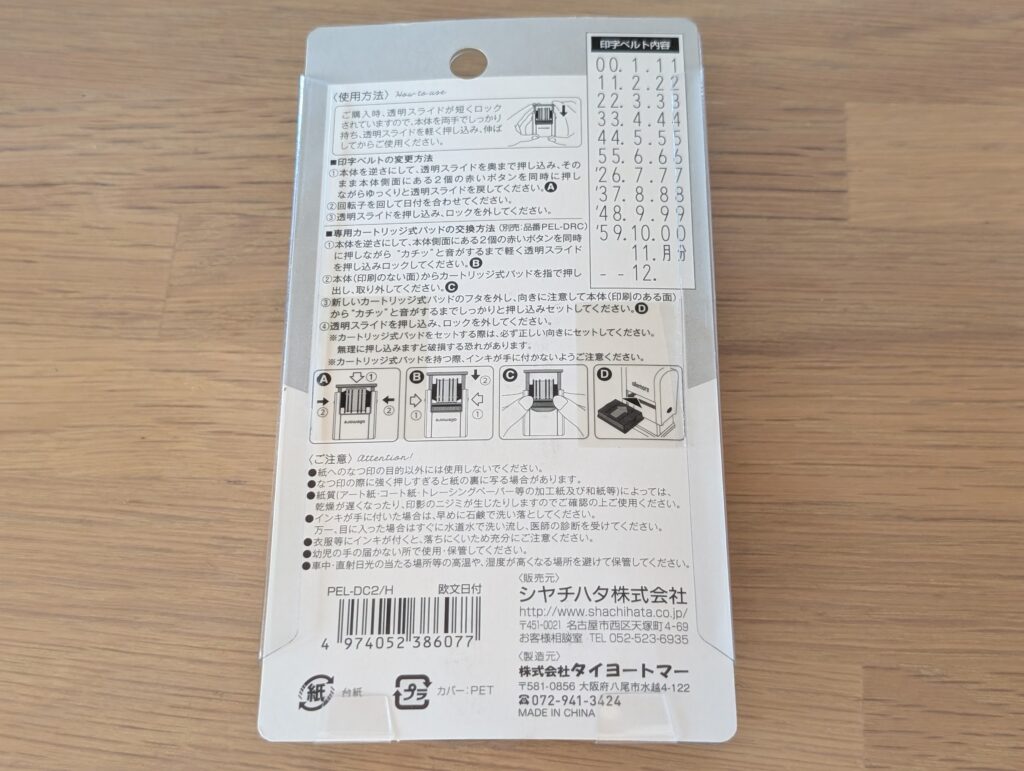 〈使用方法〉How to use
ご購入時、透明スライドが短くロック
されていますので、本体を両手でしっかり
持ち、透明スライドを軽く押し込み、伸ば
してからご使用ください。
■印字ベルトの変更方法
①本体を逆さにして、透明スライドを奥まで押し込み、その
まま本体側面にある2個の赤いボタンを同時に押し
ながらゆっくりと透明スライドを戻してください。A
②回転子を回して日付を合わせてください。
③透明スライドを押し込み、ロックを外してください。
■専用カートリッジ式パッドの交換方法(別売:品番PEL-DRC)
①本体を逆さにして、本体側面にある2個の赤いボタンを同時
に押しながら“カチッ”と音がするまで軽く透明スライド
を押し込みロックしてください。B
②本体(印刷のない面)からカートリッジ式パッドを指で押し
出し、取り外してください。C
③新しいカートリッジ式パッドのフタを外し、向きに注意して本体(印刷のある面)
から“カチッ”と音がするまでしっかりと押し込みセットしてください。D
④透明スライドを押し込み、ロックを外してください。
※カートリッジ式パッドをセットする際は、必ず正しい向きにセットしてください。
無理に押し込みますと破損する恐れがあります。
※カートリッジ式パッドを持つ際、インキが手に付かないようご注意ください。
印字ベルト内容
00. 1. 11
11. 2. 22
22. 3. 33
33. 4. 44
44. 5. 55
55. 6. 66
'26. 7. 77
'37. 8. 88
'48. 9. 99
'59. 10. 00
11. 月分
- - 12.
A ① ② ②
B ② ① ①
C
D
〈ご注意〉Attention!
●紙へのなつ印の目的以外には使用しないでください。
●なつ印の際に強く押しすぎると紙の裏に写る場合があります。
●紙質(アート紙・コート紙・トレーシングペーパー等の加工紙及び和紙等)によっては、
乾燥が遅くなったり、印影のニジミが生じたりしますのでご確認の上ご使用ください。
●インキが手に付いた場合は、早めに石鹸で洗い落としてください。
万一、目に入った場合はすぐに水道水で洗い流し、医師の診断を受けてください。
●衣服等にインキが付くと、落ちにくいため充分にご注意ください。
●幼児の手の届かない所で使用・保管してください。
●車中・直射日光の当たる場所等の高温や、湿度が高くなる場所を避けて保管してください。
PEL-DC2/H 欧文日付
4 974052 386077
紙 台紙
プラ カバー:PET
〈販売元〉
シヤチハタ株式会社
http://www.shachihata.co.jp/
〒451-0021 名古屋市西区天塚町4-69
お客様相談室 TEL 052-523-6935
〈製造元〉
株式会社タイヨートマー
〒581-0856 大阪府八尾市水越4-122
☎072-941-3424
MADE IN CHINA